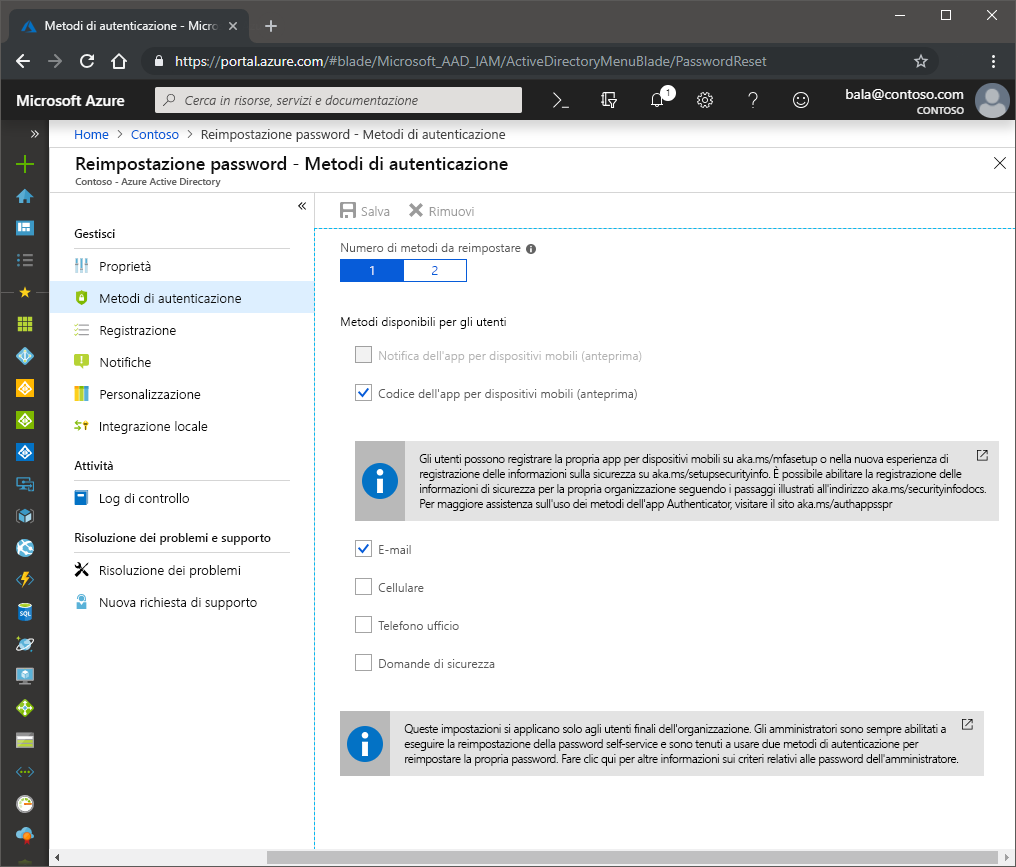 Metodi di autenticazione - Micro
https://portal.azure.com/#blade/Microsoft_AAD_IAM/ActiveDirectoryMenuBlade/PasswordReset
Microsoft Azure
Cerca in risorse, servizi e documentazione
1
bala@contoso.com
CONTOSO
Home > Contoso > Reimpostazione password - Metodi di autenticazione
Reimpostazione password - Metodi di autenticazione
Contoso - Azure Active Directory
Gestisci
Proprietà
Metodi di autenticazione
Registrazione
Notifiche
Personalizzazione
Integrazione locale
Attività
Log di controllo
Risoluzione dei problemi e supporto
Risoluzione dei problemi
Nuova richiesta di supporto
Salva Rimuovi
Numero di metodi da reimpostare
1 2
Metodi disponibili per gli utenti
Notifica dell'app per dispositivi mobili (anteprima)
Codice dell'app per dispositivi mobili (anteprima)
Gli utenti possono registrare la propria app per dispositivi mobili su aka.ms/mfasetup o nella nuova esperienza di
registrazione delle informazioni sulla sicurezza su aka.ms/setupsecurityinfo. È possibile abilitare la registrazione delle
informazioni di sicurezza per la propria organizzazione seguendo i passaggi illustrati all'indirizzo aka.ms/securityinfodocs.
Per maggiore assistenza sull'uso dei metodi dell'app Authenticator, visitare il sito aka.ms/authappsspr
E-mail
Cellulare
Telefono ufficio
Domande di sicurezza
Queste impostazioni si applicano solo agli utenti finali dell'organizzazione. Gli amministratori sono sempre abilitati a
eseguire la reimpostazione della password self-service e sono tenuti a usare due metodi di autenticazione per
reimpostare la propria password. Fare clic qui per altre informazioni sui criteri relativi alle password dell'amministratore.
SQL